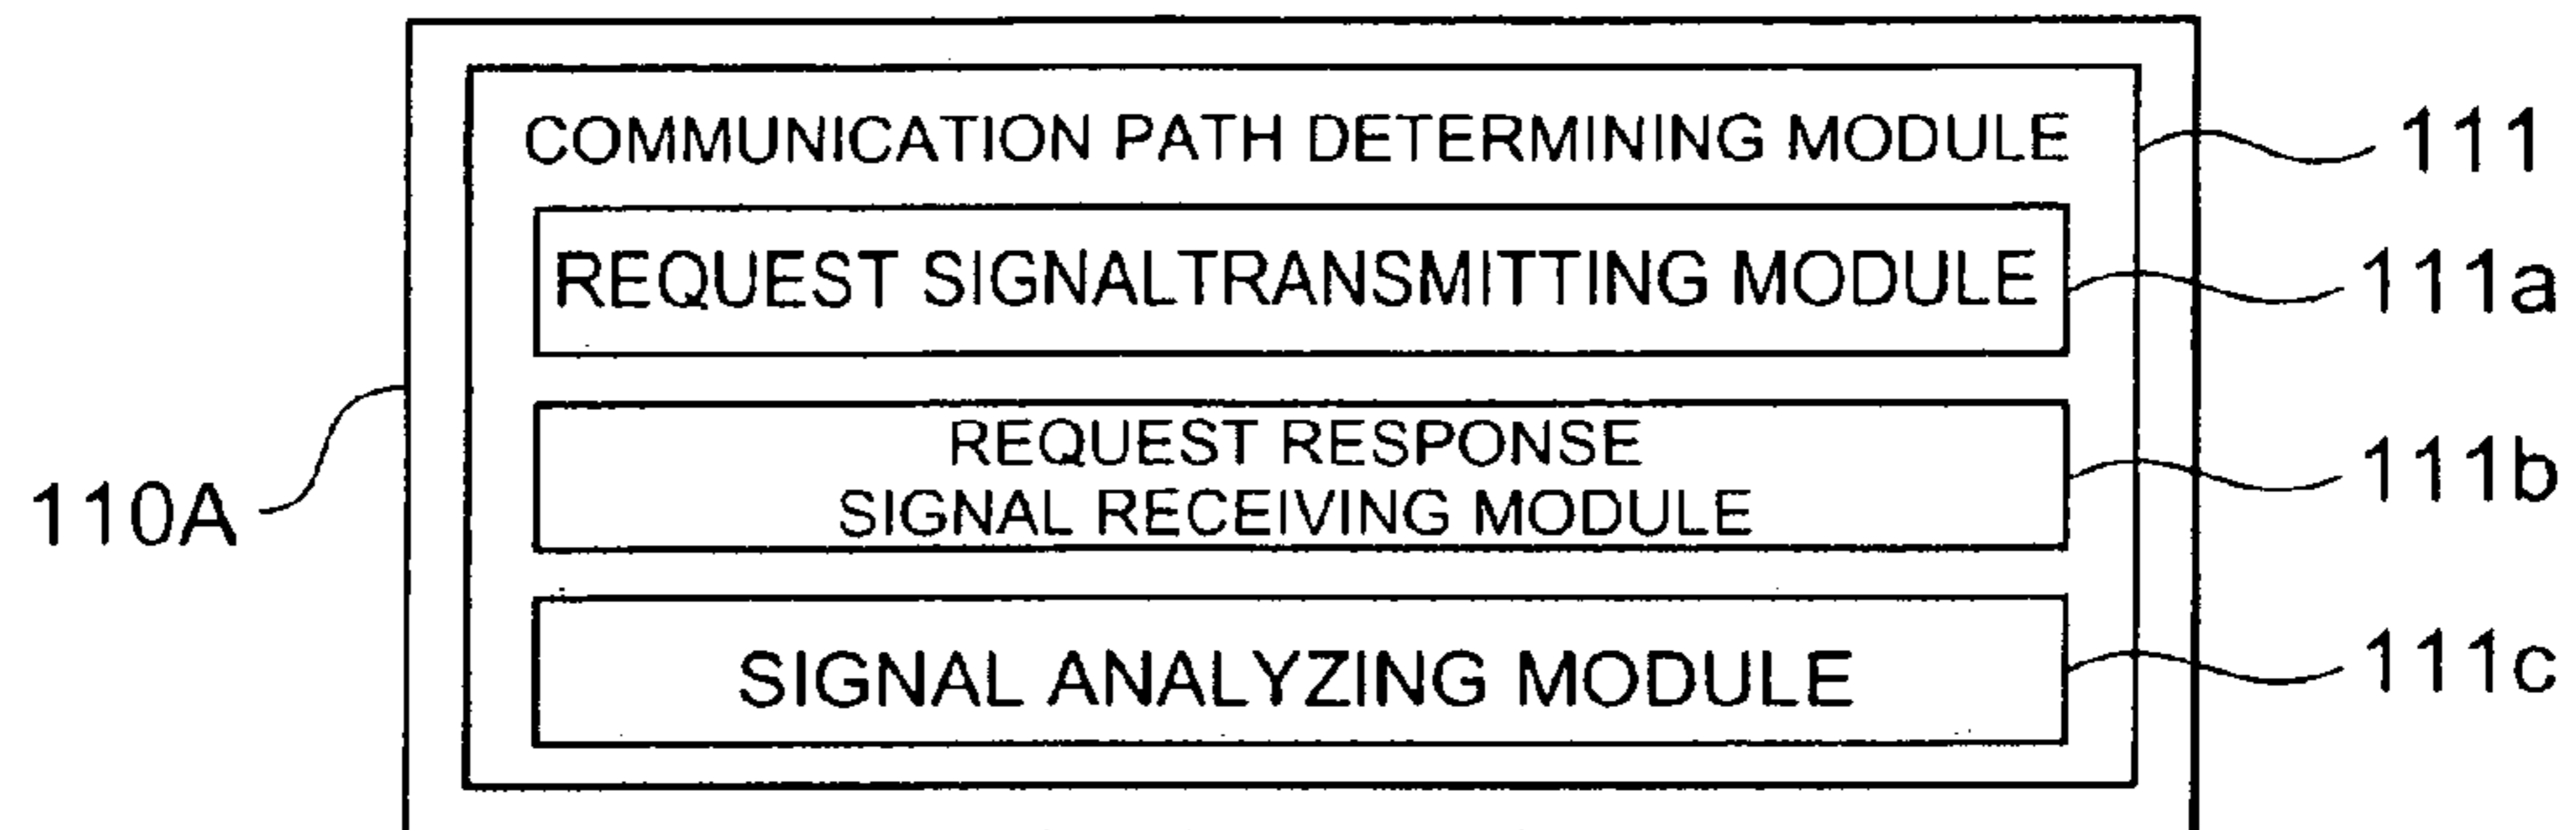 COMMUNICATION PATH DETERMINING MODULE
111
REQUEST SIGNALTRANSMITTING MODULE
111a
REQUEST RESPONSE
SIGNAL RECEIVING MODULE
111b
110A
SIGNAL ANALYZING MODULE
111c